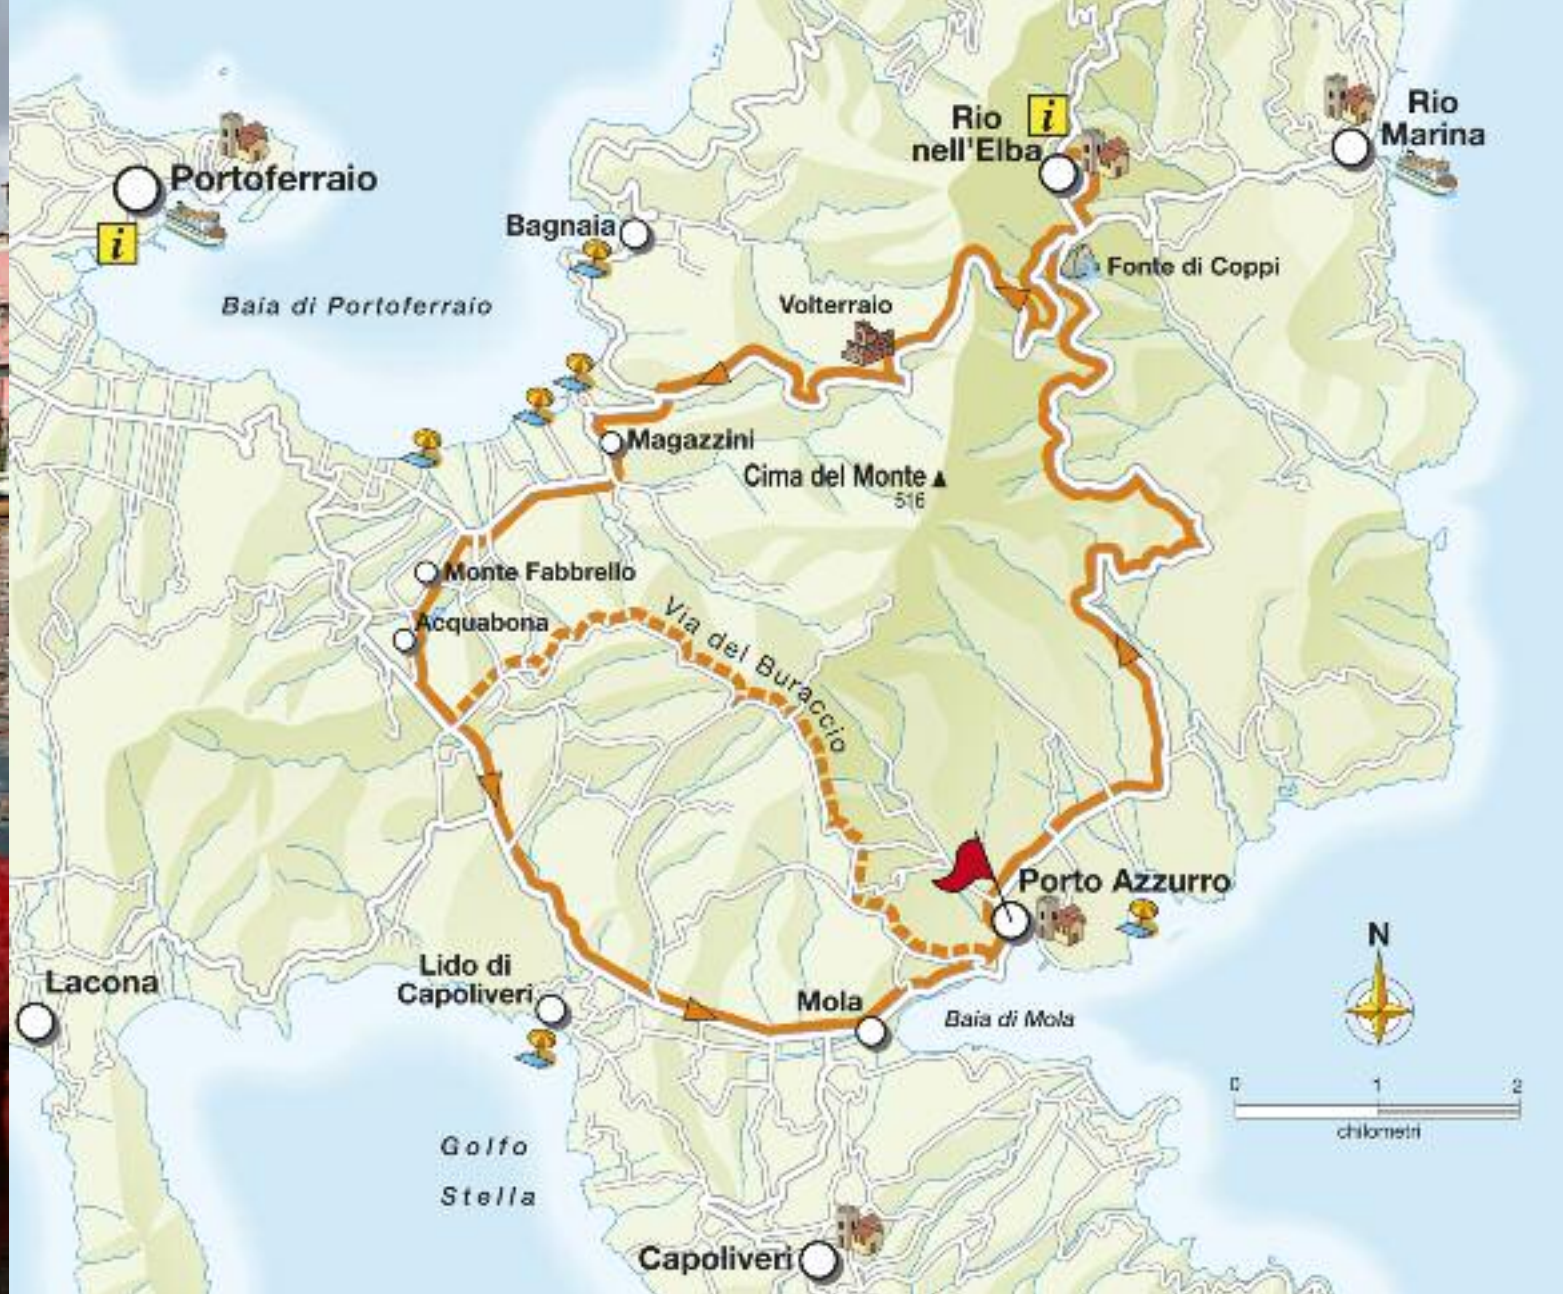 Rio
nell'Elba
i
Rio
Marina
Portoferraio
i
Bagnaia
Fonte di Coppi
Baia di Portoferraio
Volterraio
Magazzini
Cima del Monte
516
Monte Fabbrello
Acquabona
Via del Buraccio
Porto Azzurro
N
Lido di
Capoliveri
Lacona
Mola
Baia di Mola
0 1 2
chilometri
Golfo
Stella
Capoliveri